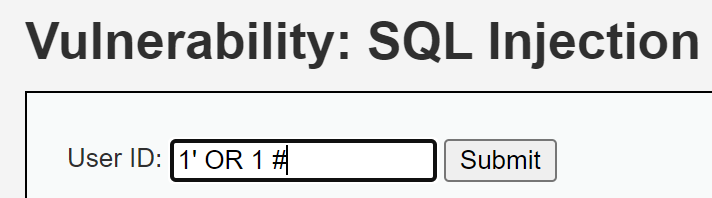 Vulnerability: SQL Injection
User ID: 1' OR 1 # Submit